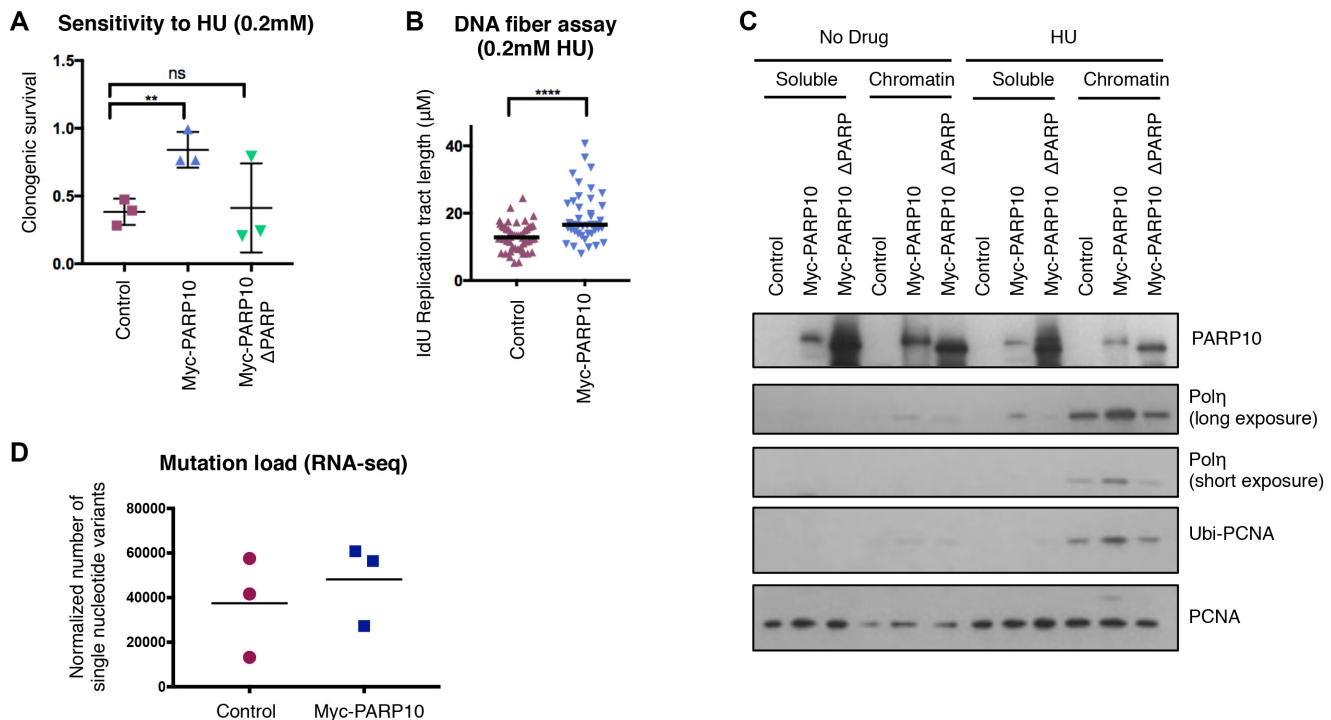 A
Sensitivity to HU (0.2mM)
Clonogenic survival
1.5
1.0
0.5
0.0
ns
**
Control
Myc-PARP10
Myc-PARP10
ΔPARP
B
DNA fiber assay
(0.2mM HU)
IdU Replication tract length (µM)
40
20
0
****
Control
Myc-PARP10
C
No Drug
HU
Soluble
Chromatin
Soluble
Chromatin
Control
Myc-PARP10
Myc-PARP10 ΔPARP
Control
Myc-PARP10
Myc-PARP10 ΔPARP
Control
Myc-PARP10
Myc-PARP10 ΔPARP
Control
Myc-PARP10
Myc-PARP10 ΔPARP
PARP10
Polη
(long exposure)
Polη
(short exposure)
Ubi-PCNA
PCNA
D
Mutation load (RNA-seq)
Normalized number of
single nucleotide variants
80000
60000
40000
20000
0
Control
Myc-PARP10